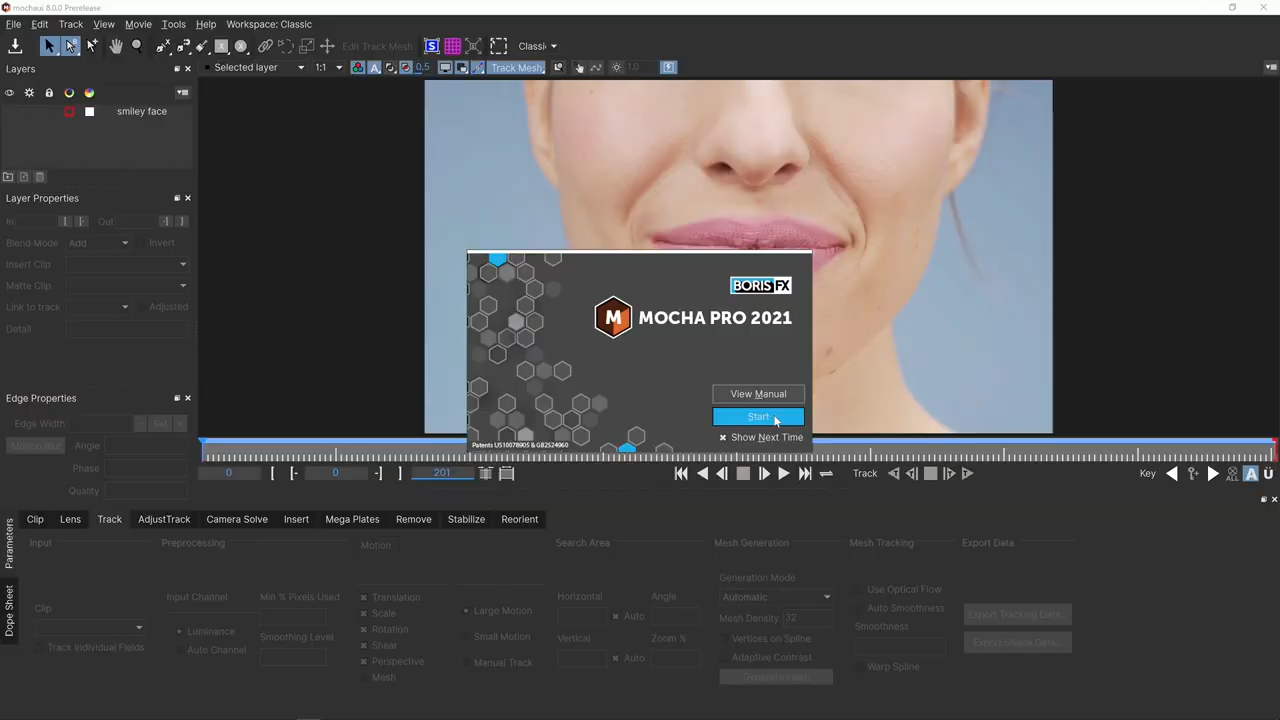 mochaui 8.0.0 Prerelease
File Edit Track View Movie Tools Help Workspace: Classic
Edit Track Mesh Classi
Layers
Selected layer 1:1 0.5 Track Mesh 1.0
smiley face
Layer Properties
In Out
Blend Mode Add Invert
Insert Clip
Matte Clip
Link to track Adjusted
Detail
BORIS FX
M MOCHA PRO 2021
View Manual
Start
Show Next Time
Patents US10078905 & GB2524960
Edge Properties
Edge Width Set
Motion Blur Angle
Phase
Quality
0 0 201 Track Key ALL A
Clip Lens Track AdjustTrack Camera Solve Insert Mega Plates Remove Stabilize Reorient
Parameters
Dope Sheet
Input Preprocessing Motion Search Area Mesh Generation Mesh Tracking Export Data
Generation Mode
Use Optical Flow
Clip Input Channel Min % Pixels Used Translation Large Motion Horizontal Auto Angle Automatic
Auto Smoothness
Scale Mesh Density 32 Export Tracking Data...
Track Individual Fields Luminance Smoothing Level Rotation Small Motion Vertical Zoom % Vertices on Spline Smoothness
Auto Channel Shear Export Shape Data...
Perspective Manual Track Auto Adaptive Contrast Warp Spline
Mesh Generate Mesh